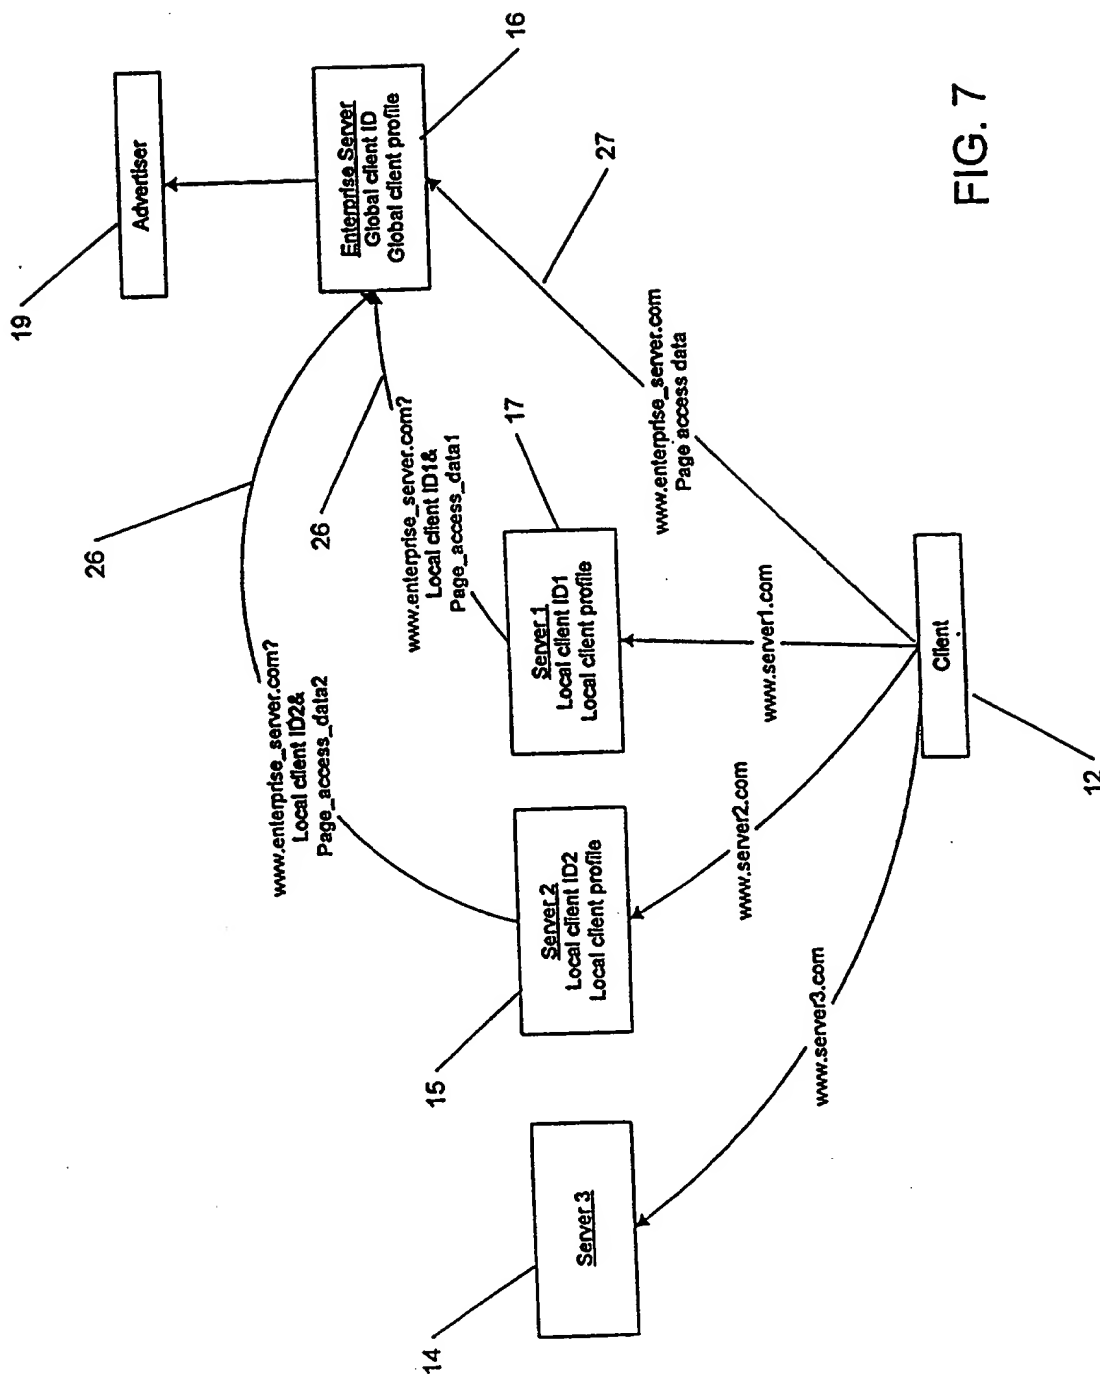 19
Advertiser
16
Enterprise Server
Global client ID
Global client profile
26
26
27
www.enterprise_server.com?
Local client ID2&
Page_access_data2
www.enterprise_server.com?
Local client ID1&
Page_access_data1
www.enterprise_server.com
Page access data
14
Server 3
15
Server 2
Local client ID2
Local client profile
17
Server 1
Local client ID1
Local client profile
www.server3.com
www.server2.com
www.server1.com
12
Client
FIG. 7